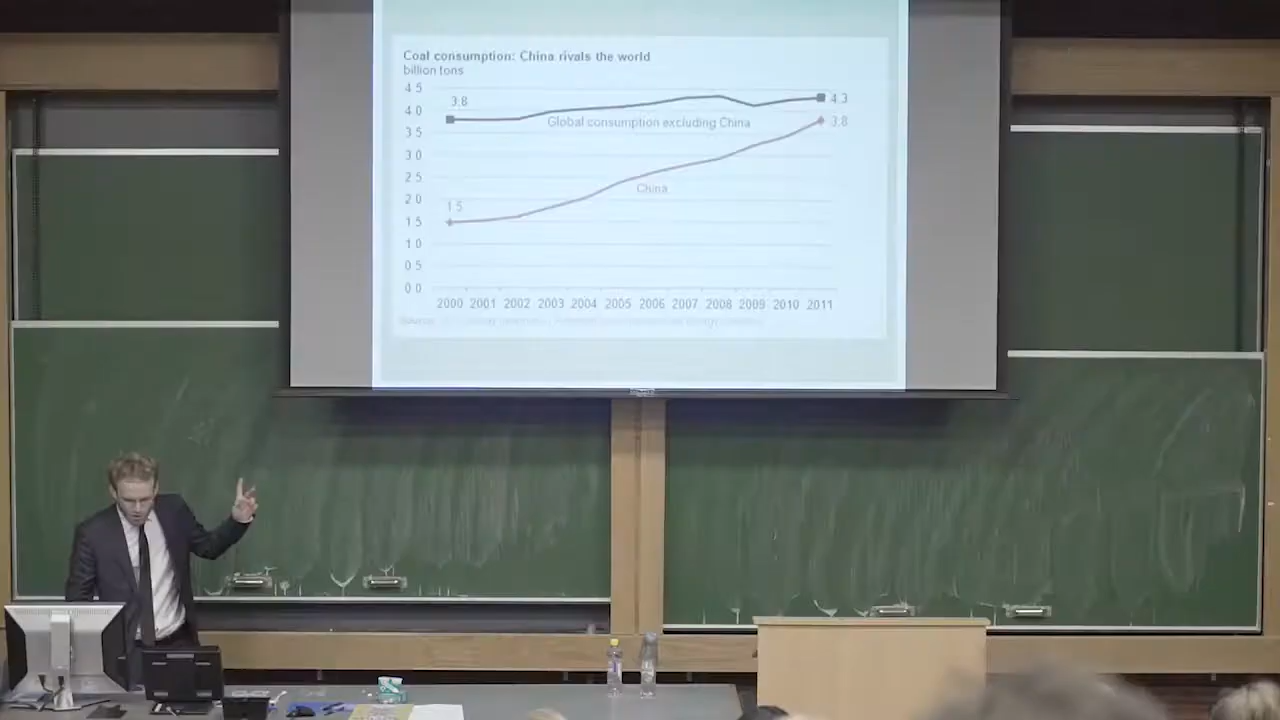 Coal consumption: China rivals the world
billion tons
4 5
4 0
3 5
3 0
2 5
2 0
1 5
1 0
0 5
0 0
3.8
4.3
Global consumption excluding China
3.8
China
1 5
2000 2001 2002 2003 2004 2005 2006 2007 2008 2009 2010 2011